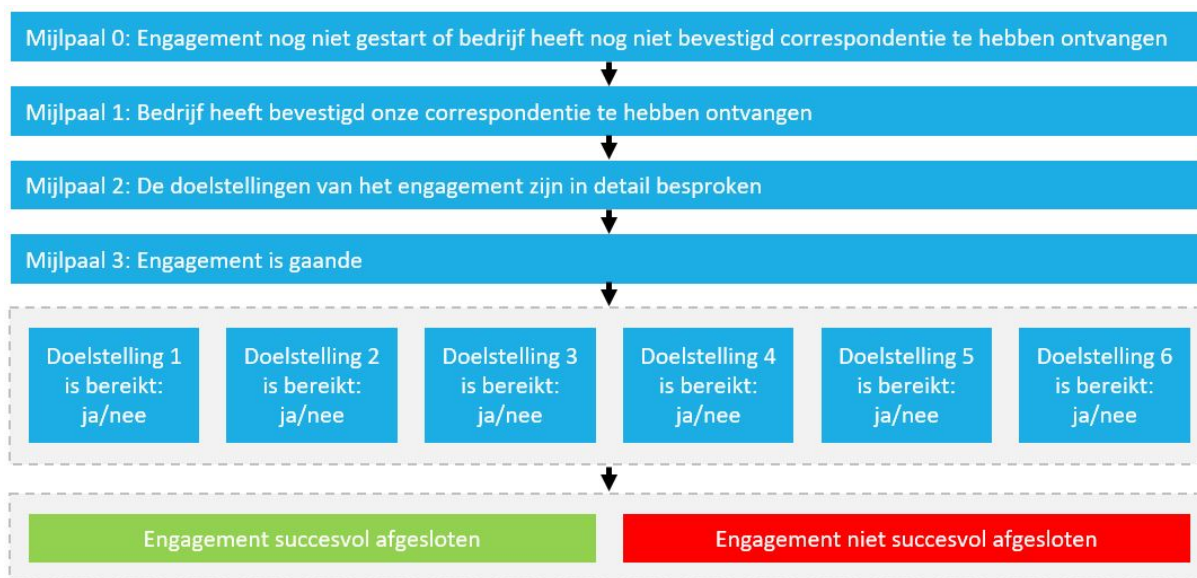 Mijlpaal 0: Engagement nog niet gestart of bedrijf heeft nog niet bevestigd correspondentie te hebben ontvangen
Mijlpaal 1: Bedrijf heeft bevestigd onze correspondentie te hebben ontvangen
Mijlpaal 2: De doelstellingen van het engagement zijn in detail besproken
Mijlpaal 3: Engagement is gaande
Doelstelling 1
is bereikt:
ja/nee
Doelstelling 2
is bereikt:
ja/nee
Doelstelling 3
is bereikt:
ja/nee
Doelstelling 4
is bereikt:
ja/nee
Doelstelling 5
is bereikt:
ja/nee
Doelstelling 6
is bereikt:
ja/nee
Engagement succesvol afgesloten
Engagement niet succesvol afgesloten